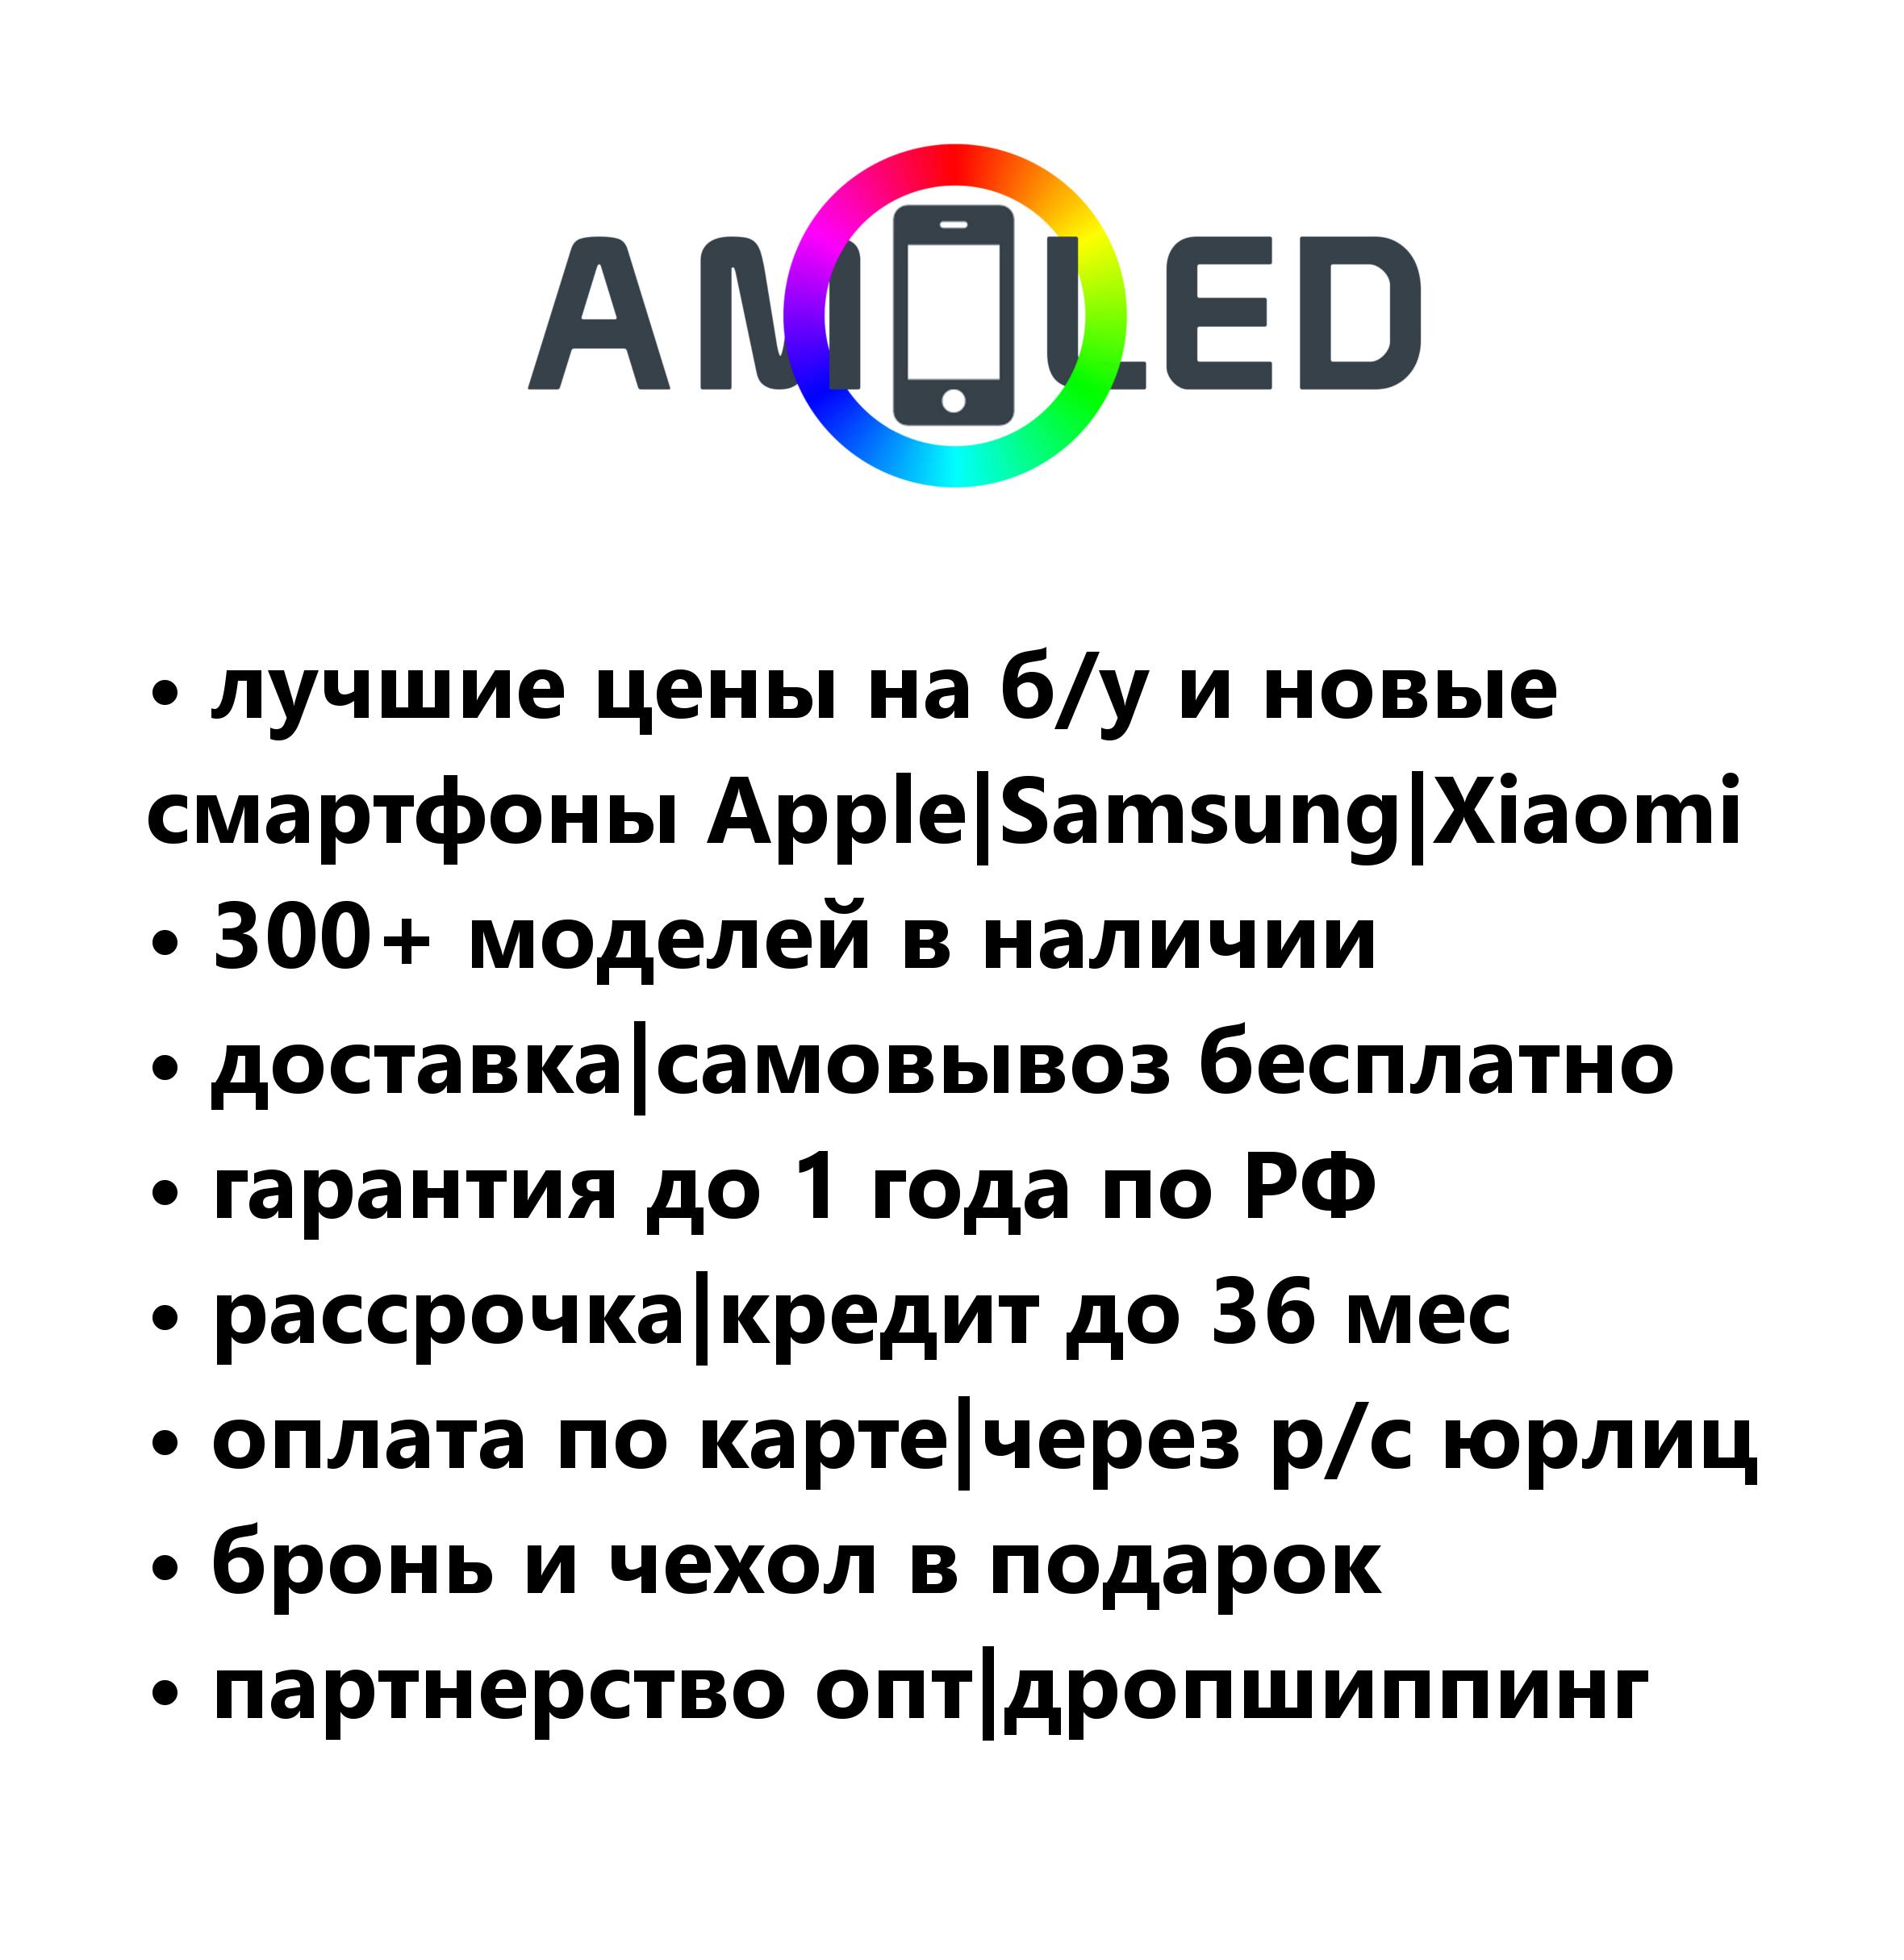 AMOLED
• лучшие цены на б/у и новые
смартфоны Apple|Samsung|Xiaomi
• 300+ моделей в наличии
• доставка|самовывоз бесплатно
• гарантия до 1 года по РФ
• рассрочка|кредит до 36 мес
• оплата по карте|через р/с юрлиц
• бронь и чехол в подарок
• партнерство опт|дропшиппинг